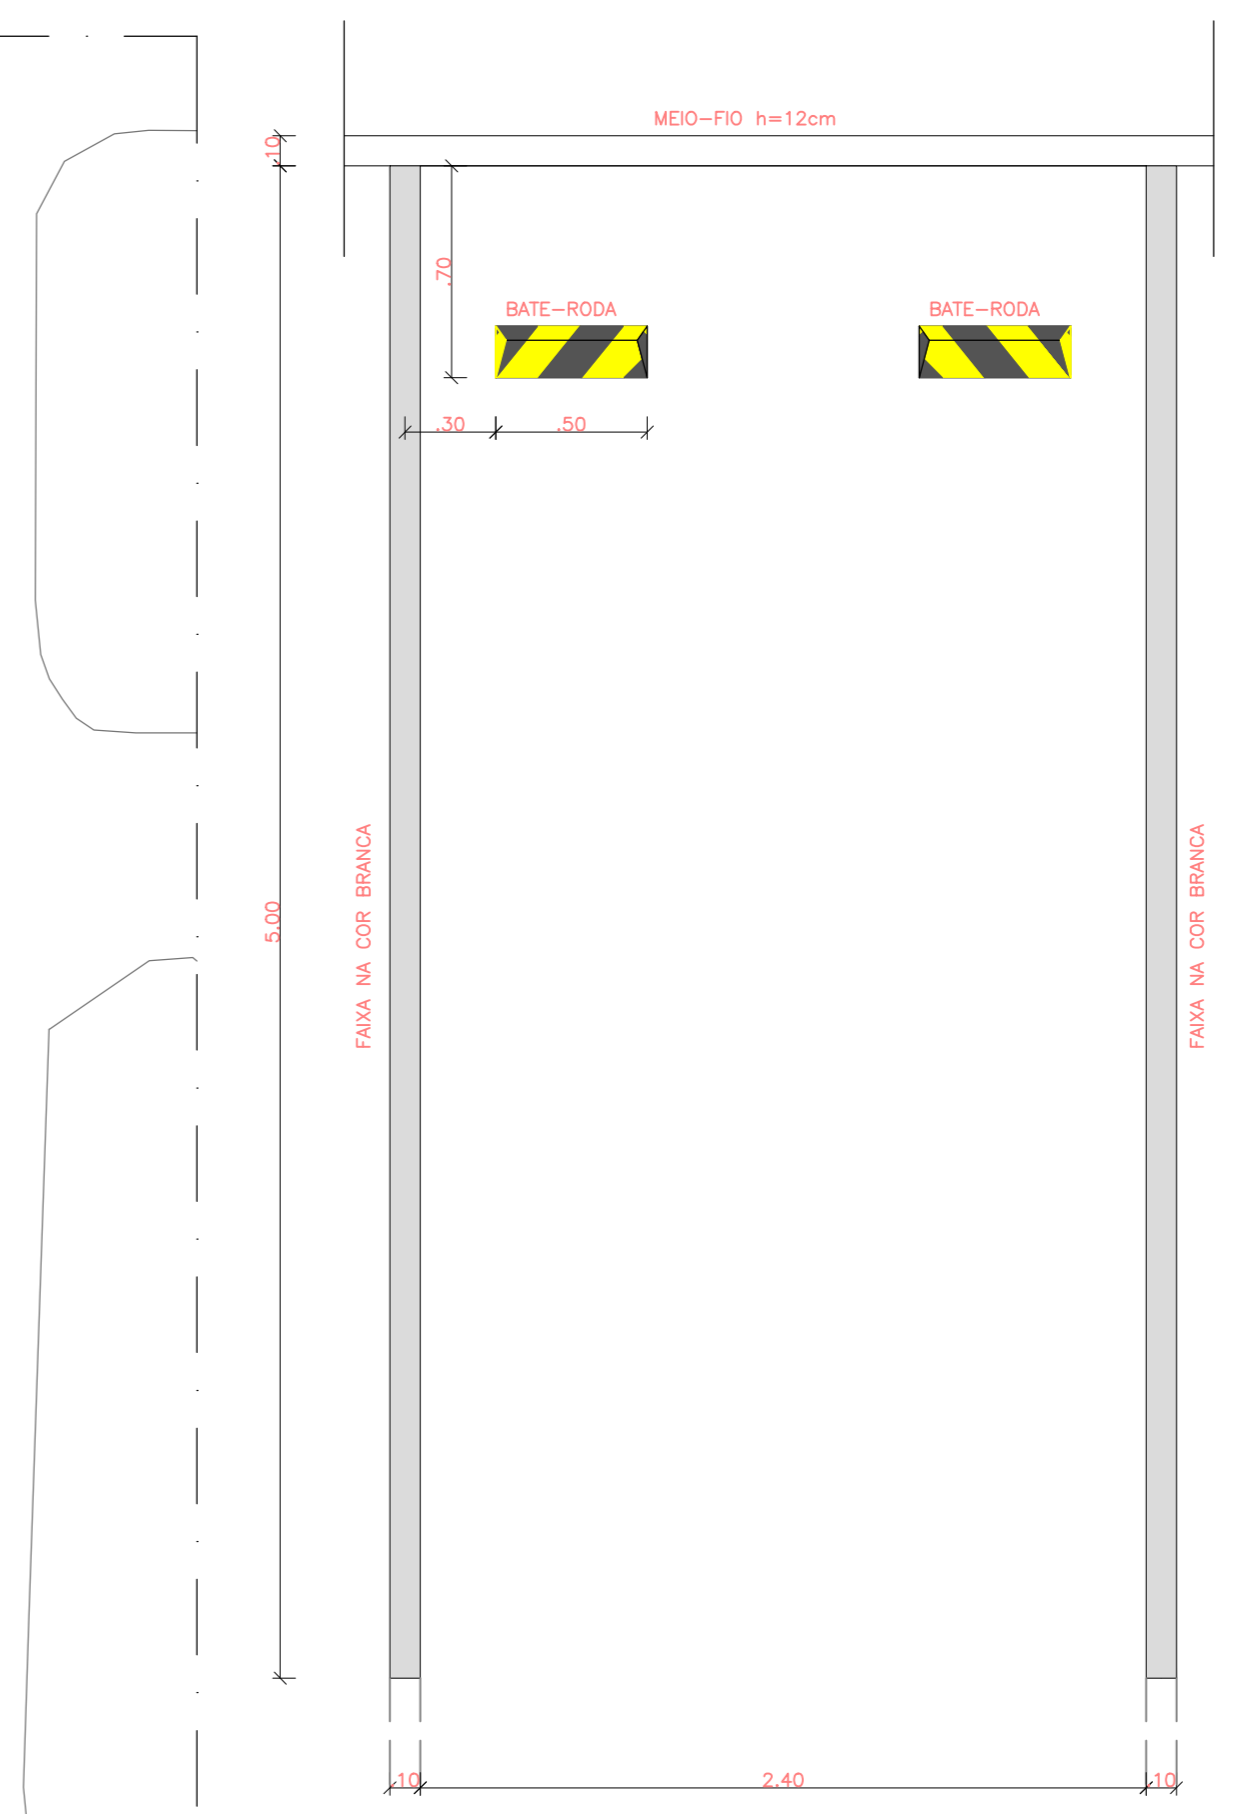 MEIO-FIO h=12cm
.10
.70
BATE-RODA
BATE-RODA
.30
.50
FAIXA NA COR BRANCA
5.00
FAIXA NA COR BRANCA
.10
2.40
.10